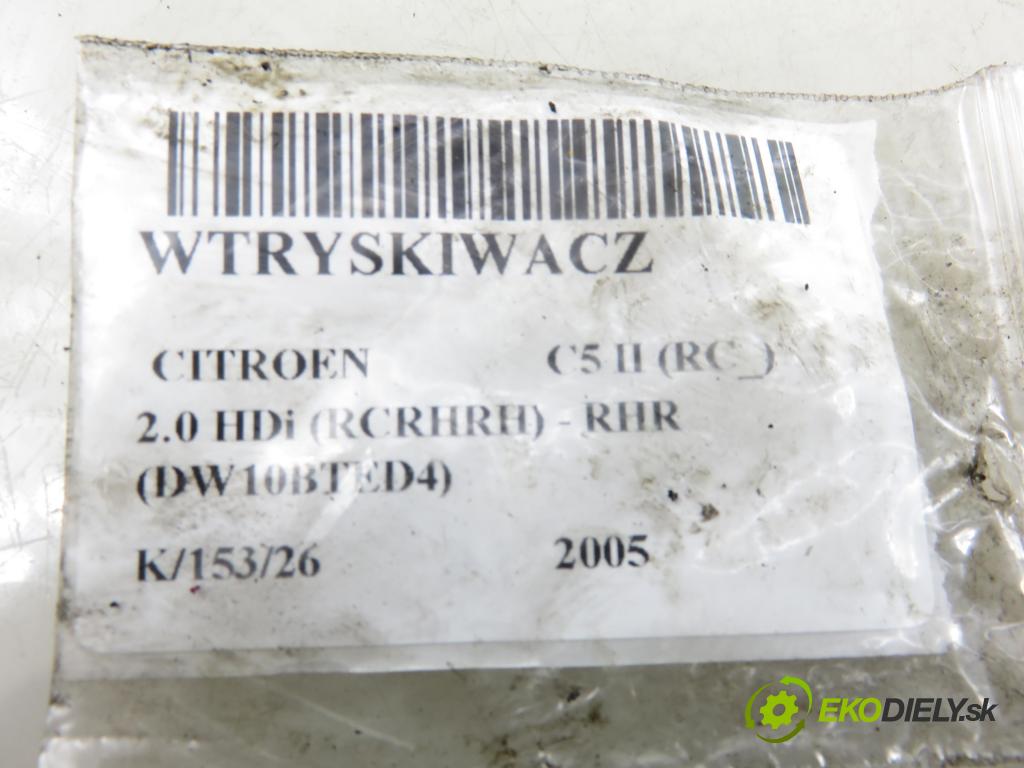 WTRYSKIWACZ
CITROEN C5 II (RC_)
2.0 HDi (RCRHRH) - RHR
(DW10BTED4)
K/153/26 2005
EKODIELY.sk